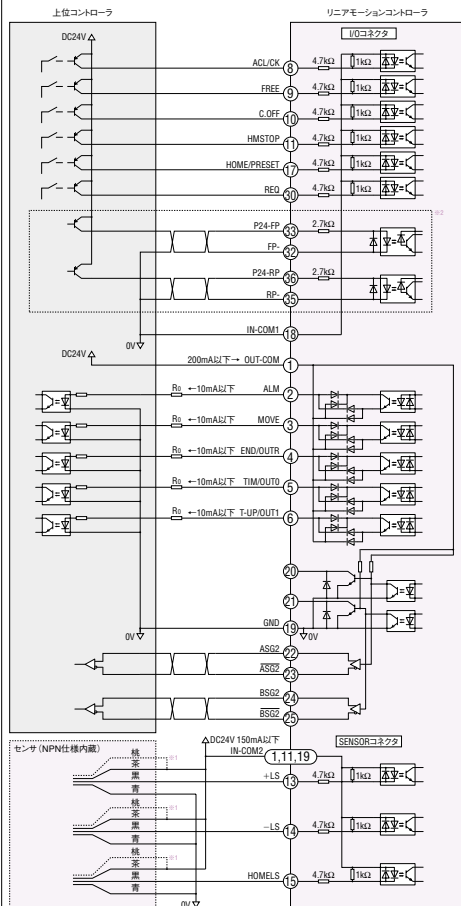 上位コントローラ
リニアモーションコントローラ
I/Oコネクタ
DC24V
ACL/CK 8 4.7kΩ 1kΩ
FREE 9 4.7kΩ 1kΩ
C.OFF 10 4.7kΩ 1kΩ
HMSTOP 11 4.7kΩ 1kΩ
HOME/PRESET 17 4.7kΩ 1kΩ
REQ 30 4.7kΩ 1kΩ
※2
P24-FP 33 2.7kΩ
FP- 32
P24-RP 36 2.7kΩ
RP- 35
IN-COM1 18
0V
DC24V
200mA以下→ OUT-COM 1
R0 ←10mA以下 ALM 2
R0 ←10mA以下 MOVE 3
R0 ←10mA以下 END/OUTR 4
R0 ←10mA以下 TIM/OUT0 5
R0 ←10mA以下 T-UP/OUT1 6
20
21
GND 19
0V 0V
ASG2 22
ASG2 23
BSG2 24
BSG2 25
センサ(NPN仕様内蔵)
DC24V 150mA以下
SENSORコネクタ
IN-COM2 1,11,19
桃 ※1
茶
黒
青
+LS 13 4.7kΩ 1kΩ
桃 ※1
茶
黒
青
−LS 14 4.7kΩ 1kΩ
桃 ※1
茶
黒
青
HOMELS 15 4.7kΩ 1kΩ
0V